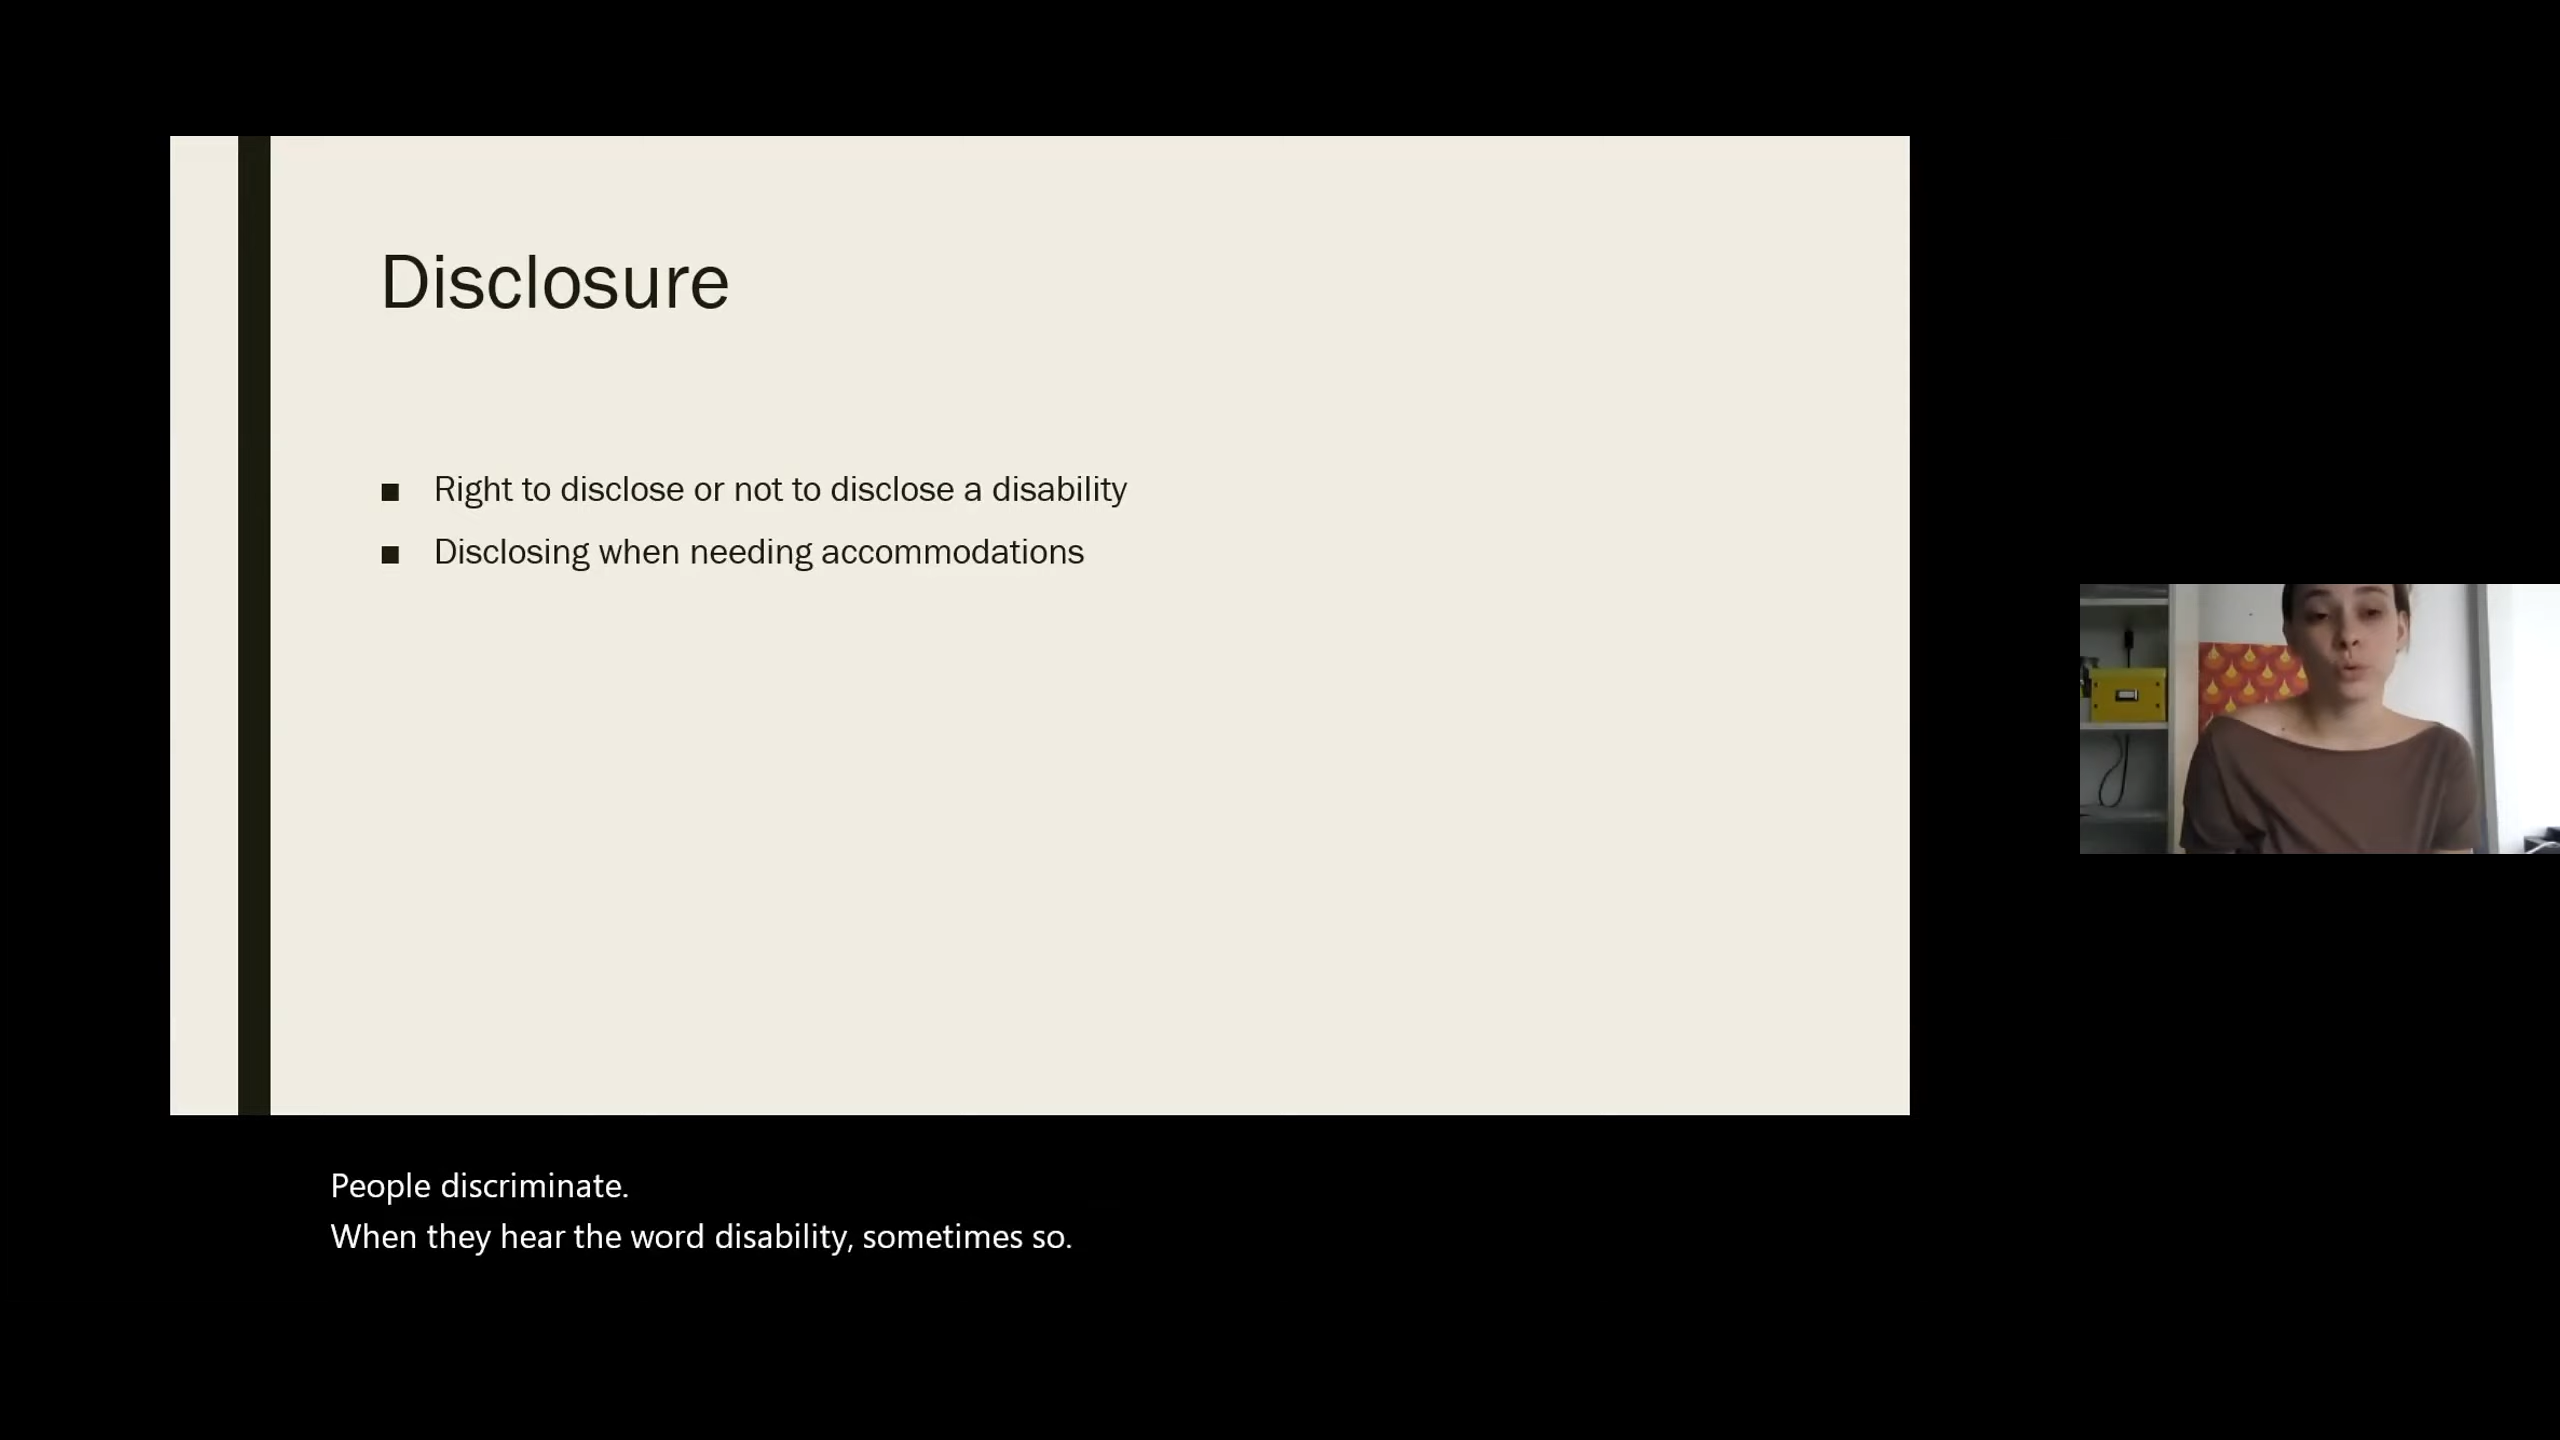 Disclosure
■ Right to disclose or not to disclose a disability
■ Disclosing when needing accommodations
People discriminate.
When they hear the word disability, sometimes so.